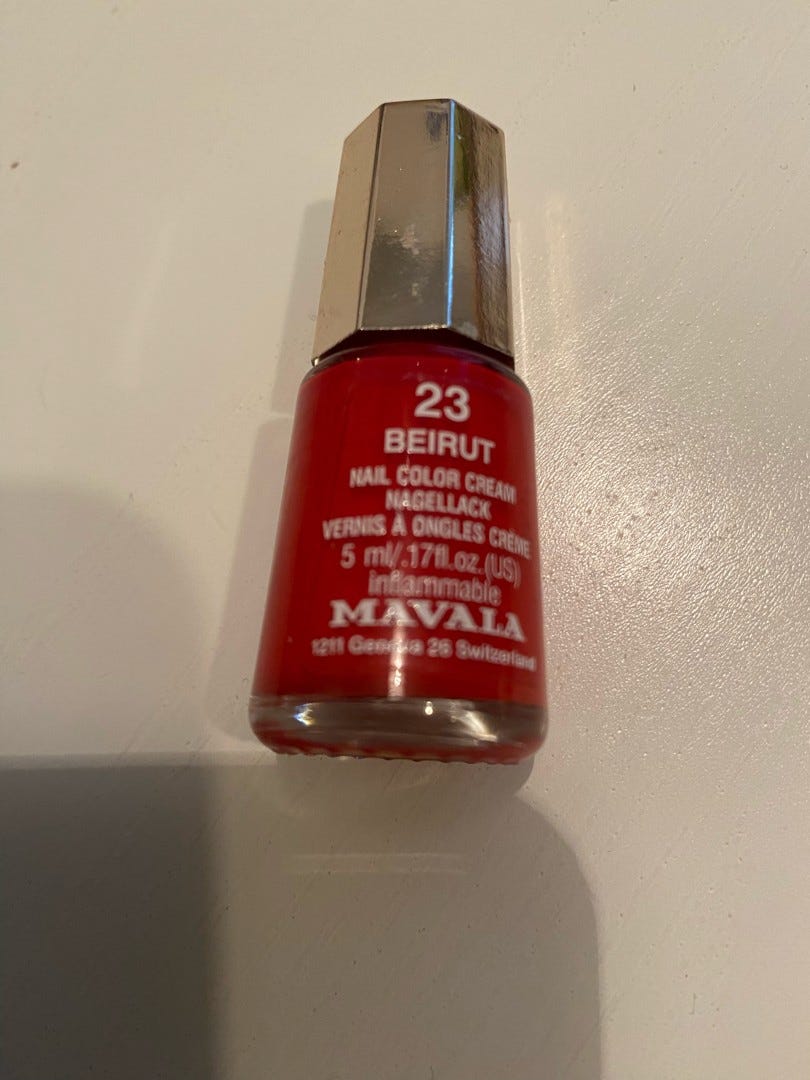 23
BEIRUT
NAIL COLOR CREAM
NAGELLACK
VERNIS À ONGLES CRÈME
5 ml/.17fl.oz.(US)
inflammable
MAVALA
1211 Geneva 26 Switzerland